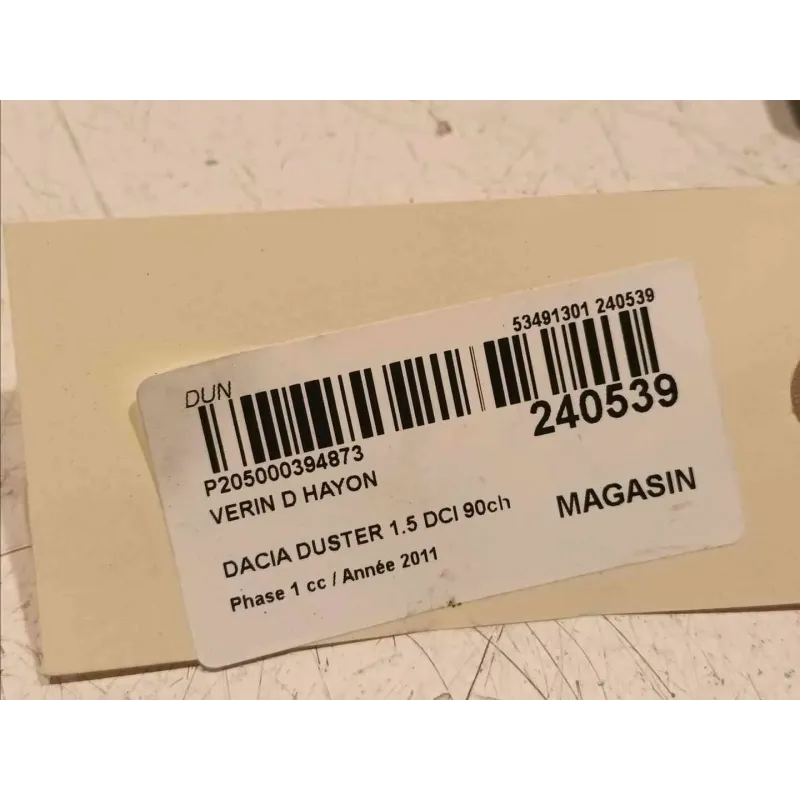 53491301 240539
DUN
240539
P205000394873
VERIN D HAYON
MAGASIN
DACIA DUSTER 1.5 DCI 90ch
Phase 1 cc / Année 2011